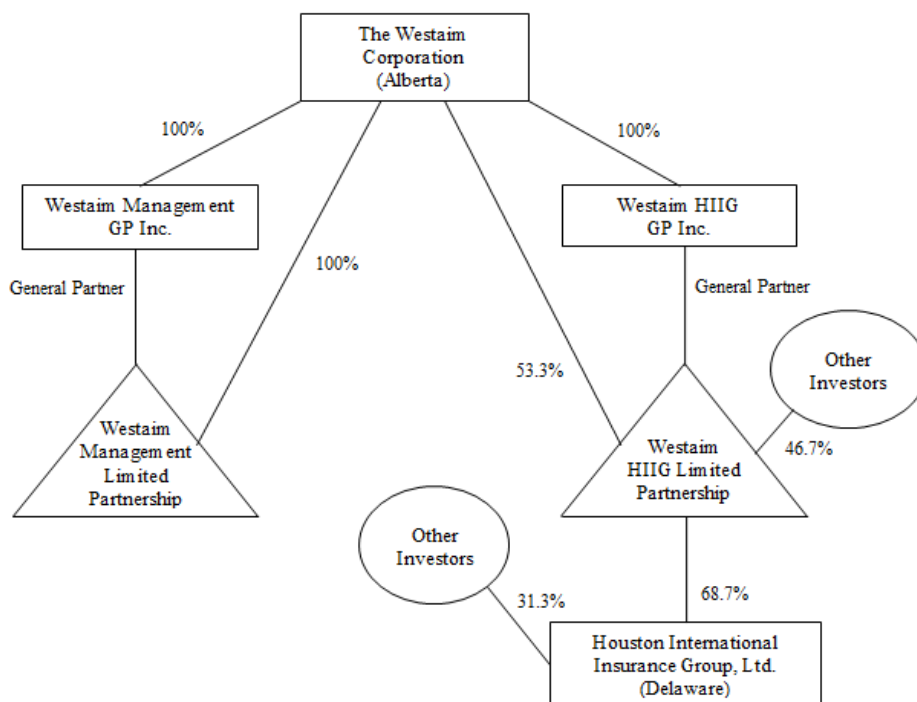 The Westaim
Corporation
(Alberta)
100%
100%
Westaim Management
GP Inc.
Westaim HIIG
GP Inc.
General Partner
100%
General Partner
53.3%
Other
Investors
46.7%
Westaim
Management
Limited
Partnership
Westaim
HIIG Limited
Partnership
Other
Investors
31.3%
68.7%
Houston International
Insurance Group, Ltd.
(Delaware)